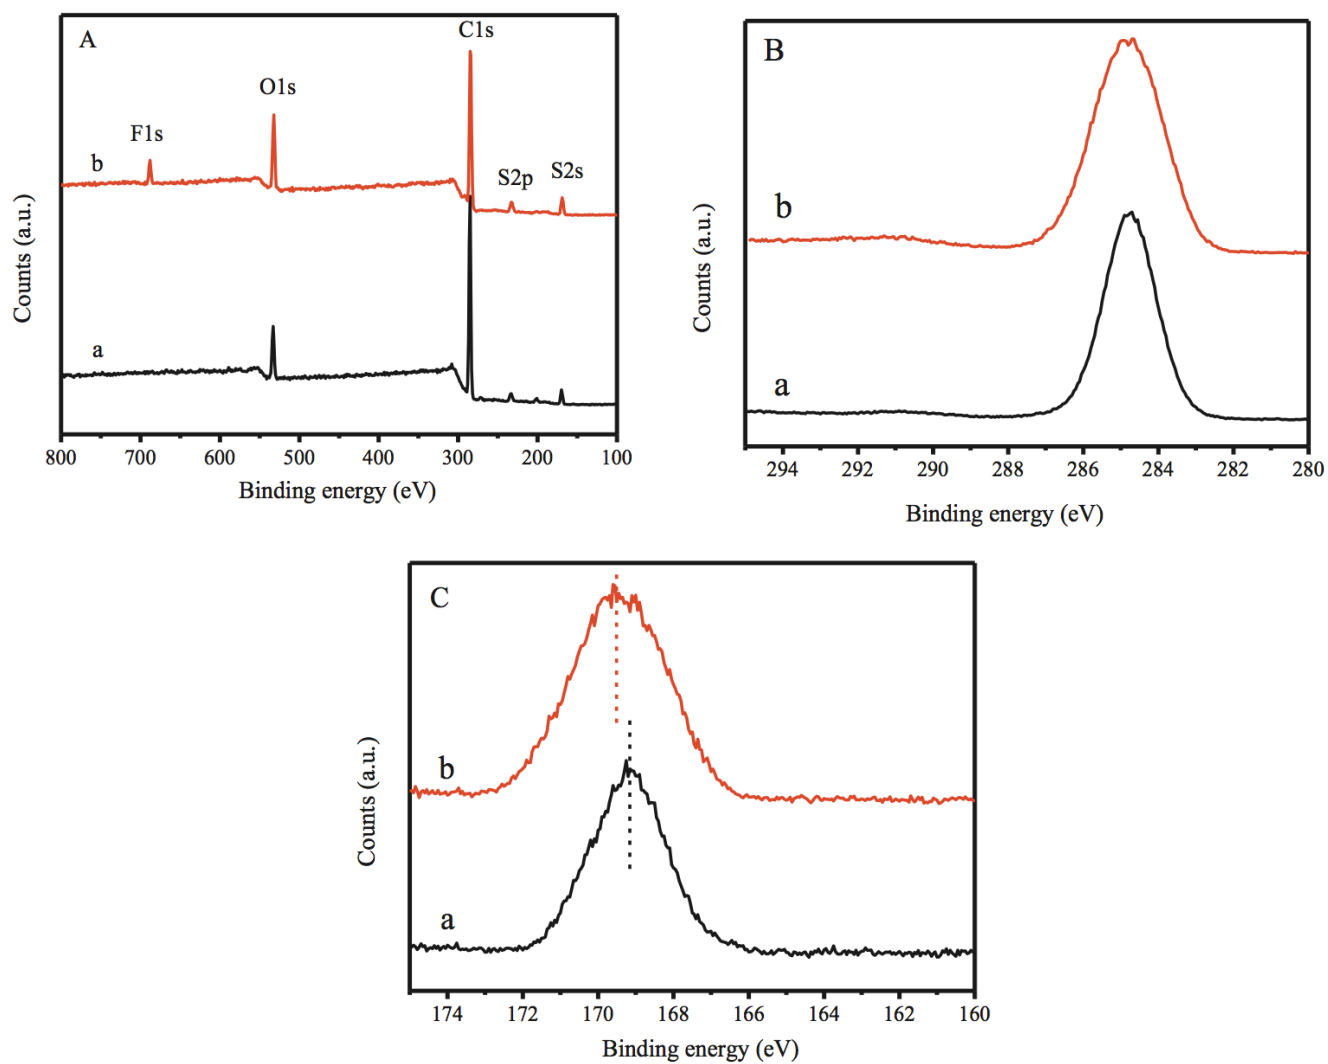 A
C1s
O1s
F1s
b
S2p
S2s
a
Counts (a.u.)
800 700 600 500 400 300 200 100
Binding energy (eV)
B
b
a
Counts (a.u.)
294 292 290 288 286 284 282 280
Binding energy (eV)
C
b
a
Counts (a.u.)
174 172 170 168 166 164 162 160
Binding energy (eV)